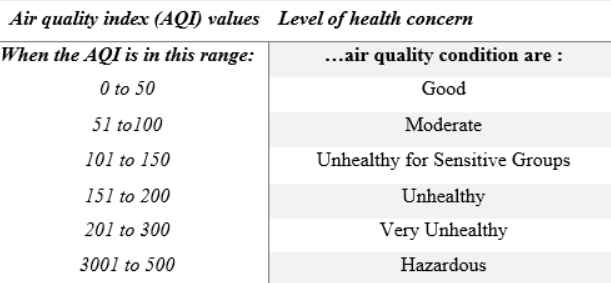 Air quality index (AQI) values Level of health concern
When the AQI is in this range: …air quality condition are :
0 to 50 Good
51 to100 Moderate
101 to 150 Unhealthy for Sensitive Groups
151 to 200 Unhealthy
201 to 300 Very Unhealthy
3001 to 500 Hazardous